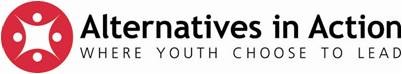 Alternatives in Action
WHERE YOUTH CHOOSE TO LEAD